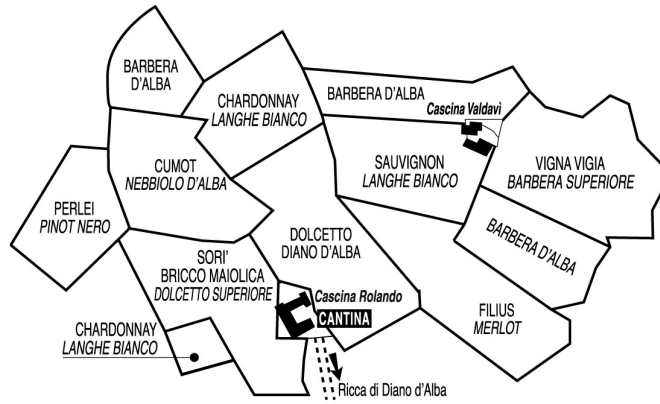 BARBERA
D'ALBA
CHARDONNAY
LANGHE BIANCO
BARBERA D'ALBA
Cascina Valdavì
CUMOT
NEBBIOLO D'ALBA
SAUVIGNON
LANGHE BIANCO
VIGNA VIGIA
BARBERA SUPERIORE
PERLEI
PINOT NERO
DOLCETTO
DIANO D'ALBA
BARBERA D'ALBA
SORI'
BRICCO MAIOLICA
DOLCETTO SUPERIORE
Cascina Rolando
CANTINA
FILIUS
MERLOT
CHARDONNAY
LANGHE BIANCO
Ricca di Diano d'Alba